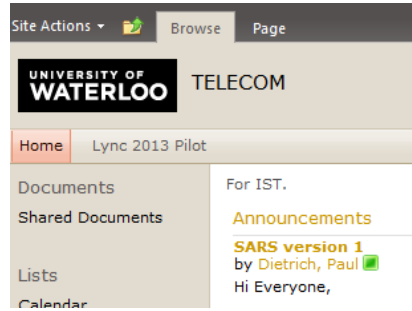 Site Actions Browse Page
UNIVERSITY OF
WATERLOO
TELECOM
Home Lync 2013 Pilot
Documents
Shared Documents
Lists
Calendar
For IST.
Announcements
SARS version 1
by Dietrich, Paul
Hi Everyone,